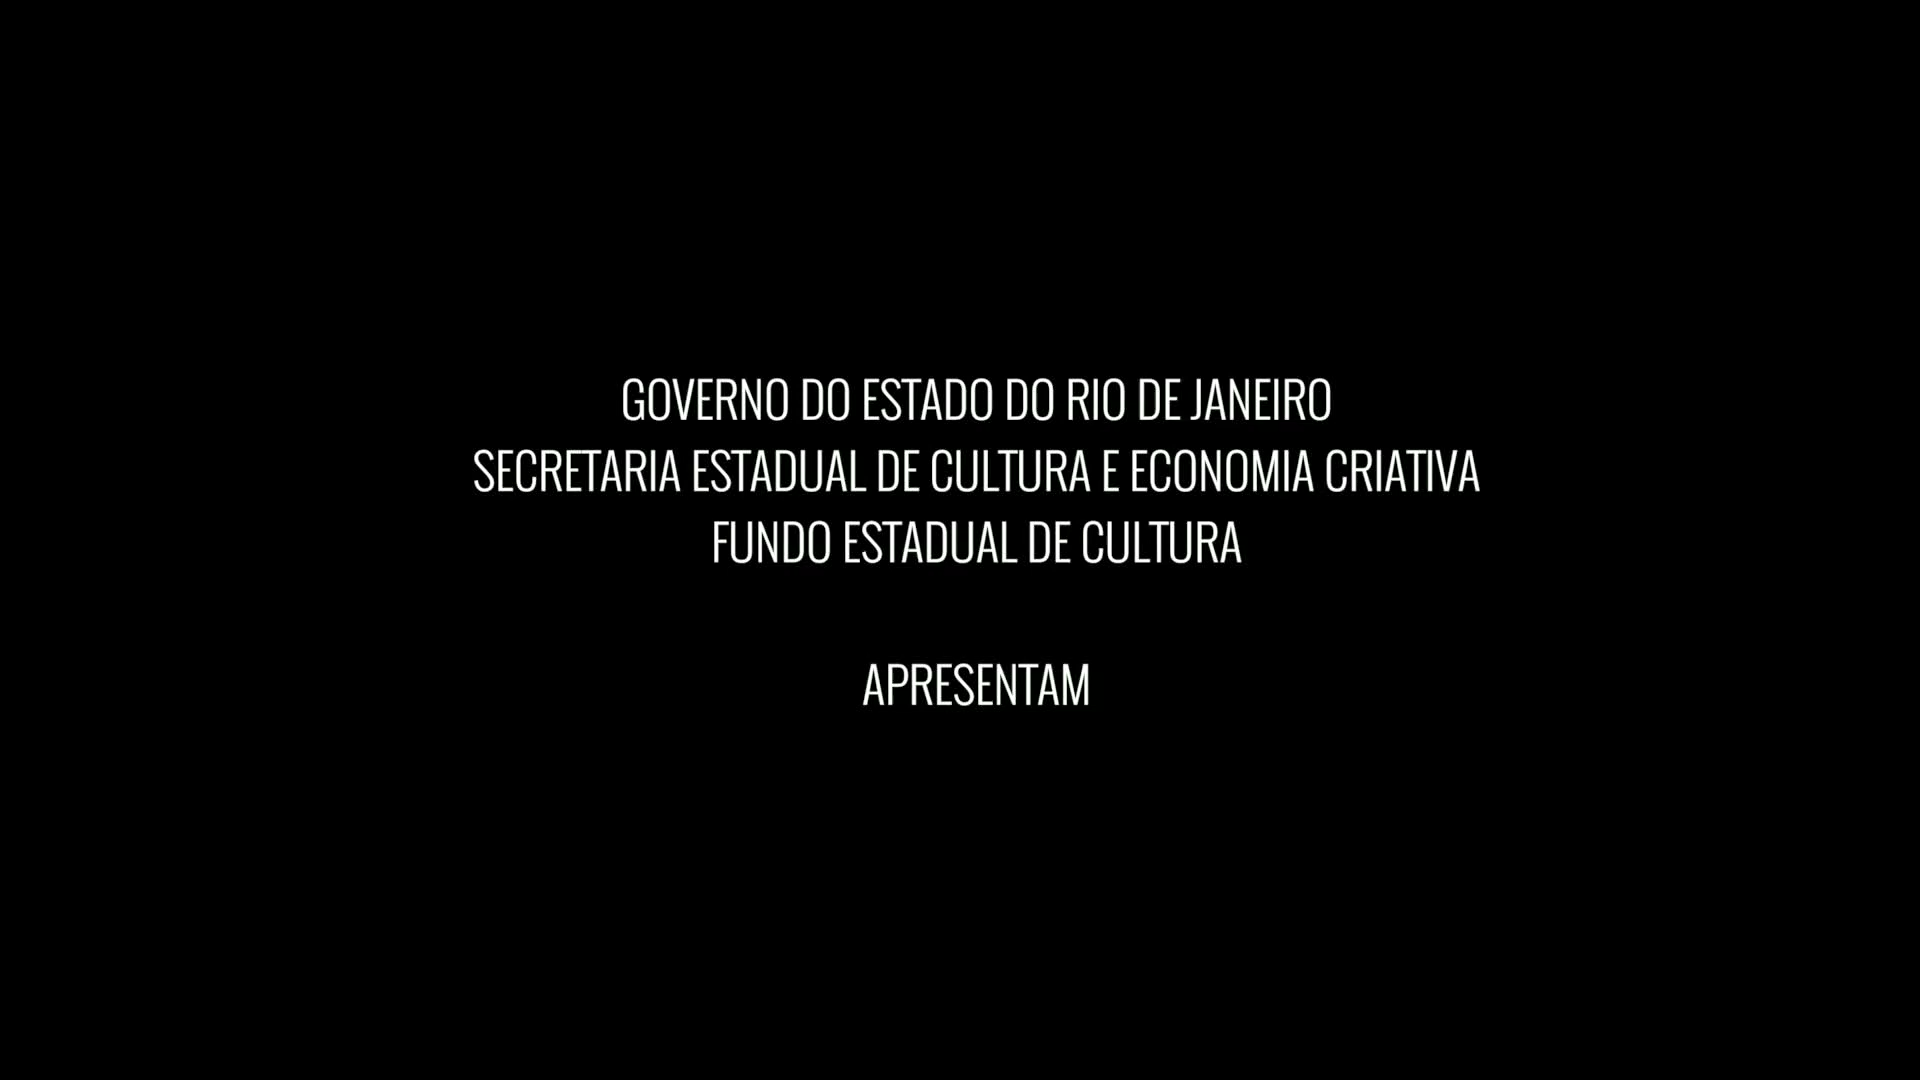 GOVERNO DO ESTADO DO RIO DE JANEIRO
SECRETARIA ESTADUAL DE CULTURA E ECONOMIA CRIATIVA
FUNDO ESTADUAL DE CULTURA
APRESENTAM